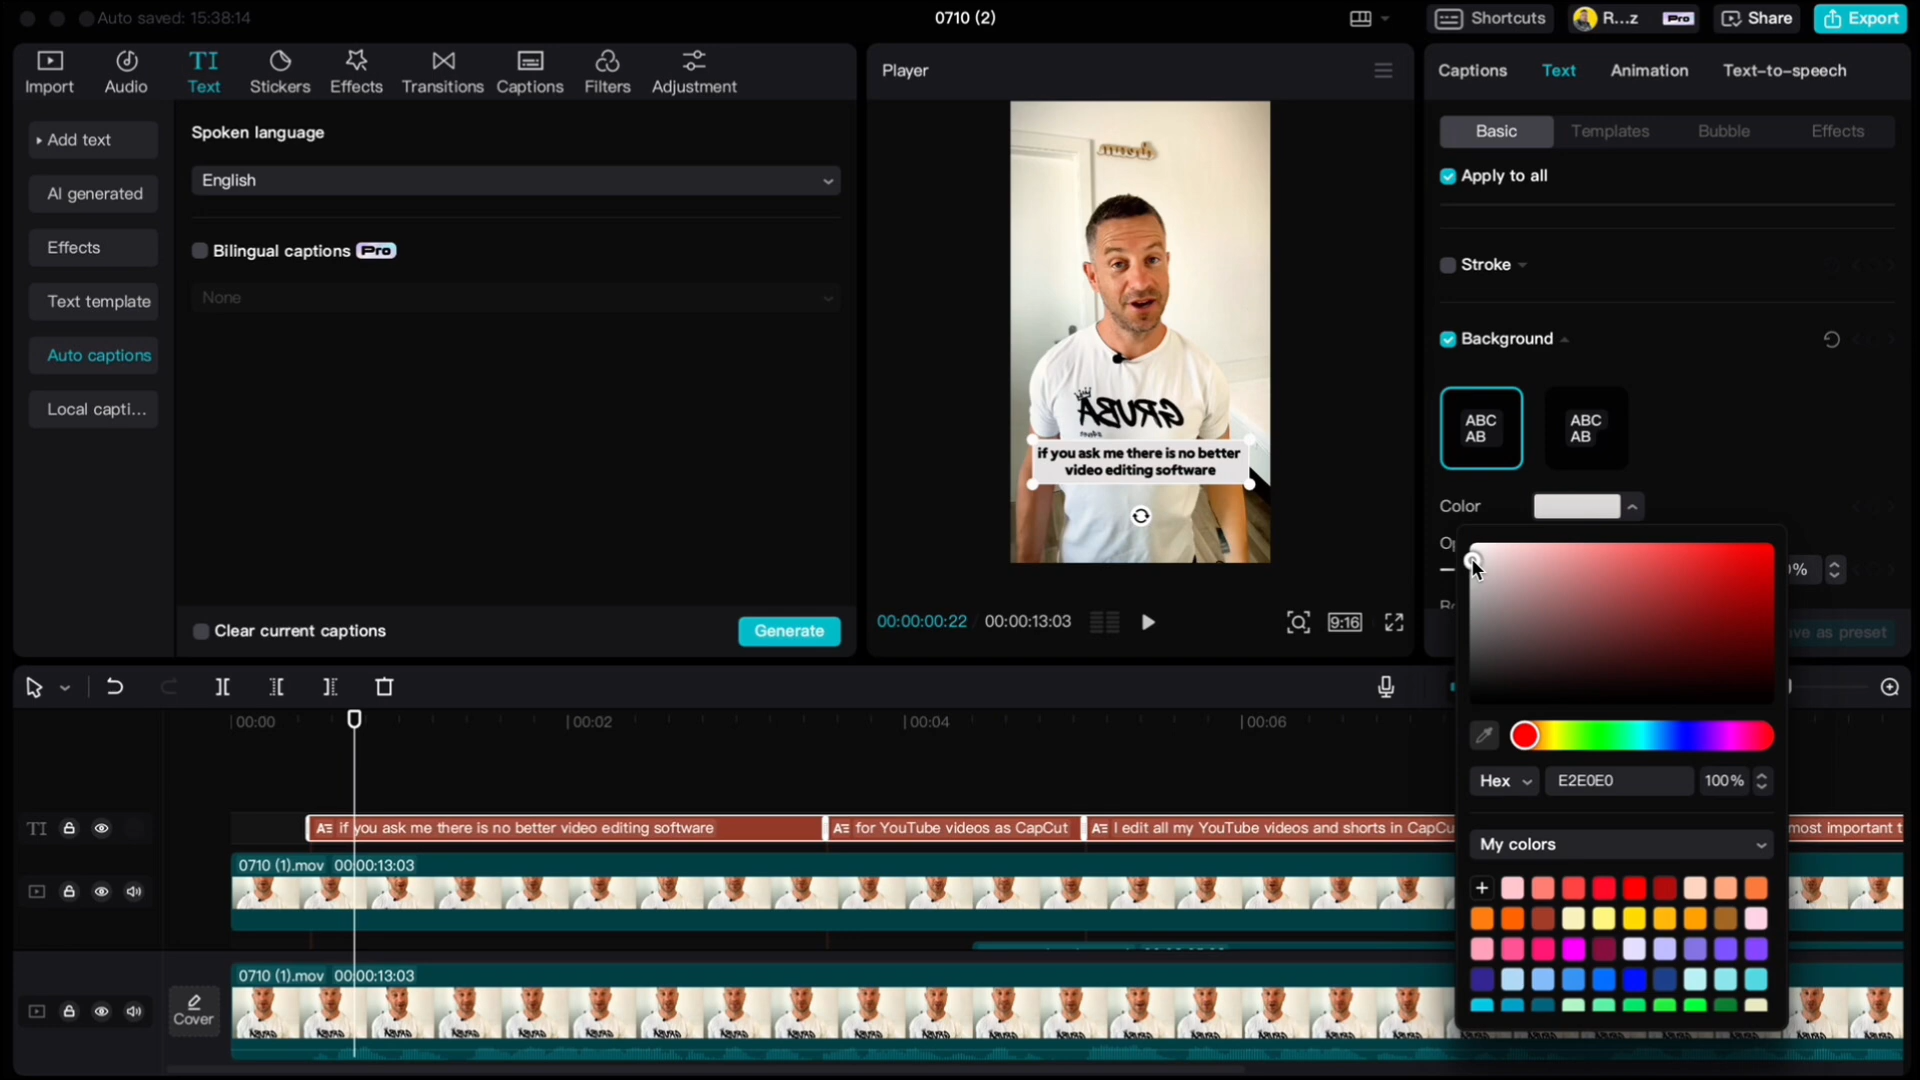 Auto saved: 15:38:14
0710 (2)
Shortcuts
R...z
Pro
Share
Export
Import
Audio
TI
Text
Stickers
Effects
Transitions
Captions
Filters
Adjustment
Add text
AI generated
Effects
Text template
Auto captions
Local capti...
Spoken language
English
Bilingual captions Pro
None
Clear current captions
Generate
Player
GRUBA
if you ask me there is no better
video editing software
00:00:00:22
00:00:13:03
9:16
Captions
Text
Animation
Text-to-speech
Basic
Templates
Bubble
Effects
Apply to all
Stroke
Background
ABC
AB
ABC
AB
Color
%
as preset
Hex
E2E0E0
100%
My colors
00:00
00:02
00:04
00:06
TI
if you ask me there is no better video editing software
for YouTube videos as CapCut
I edit all my YouTube videos and shorts in CapCu
most important t
0710 (1).mov 00:00:13:03
0710 (1).mov 00:00:13:03
Cover